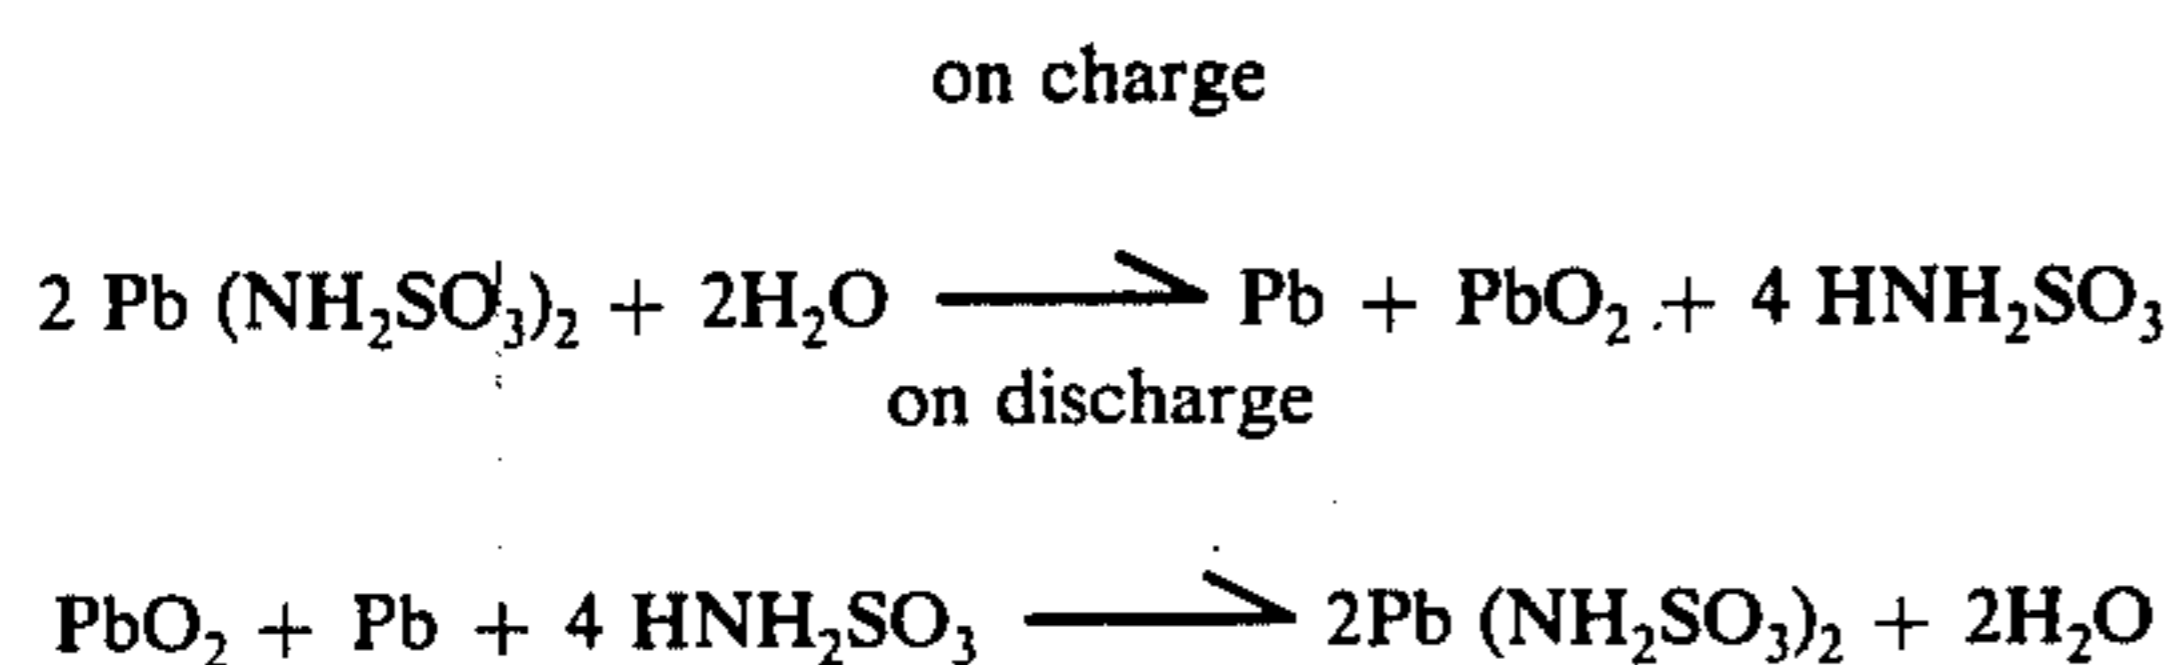 on charge
2 Pb (NH₂SO₃)₂ + 2H₂O ⇀ Pb + PbO₂ + 4 HNH₂SO₃
on discharge
PbO₂ + Pb + 4 HNH₂SO₃ ⇀ 2Pb (NH₂SO₃)₂ + 2H₂O